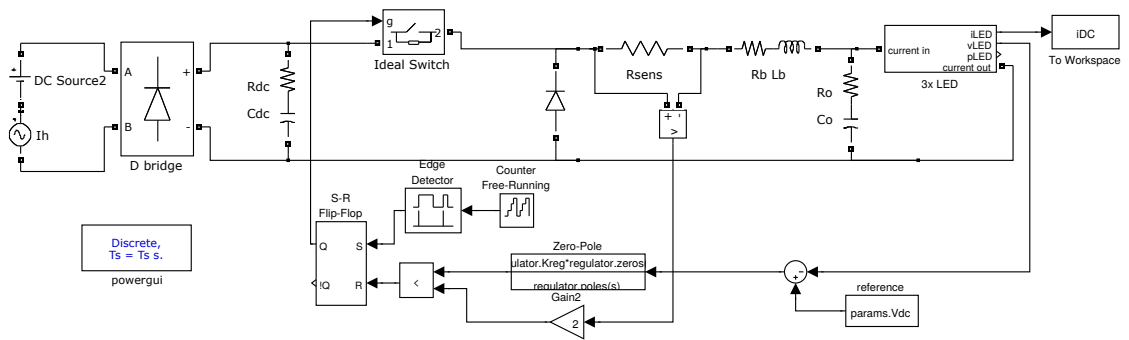 g
1
2
Ideal Switch
DC Source2
Ih
A
B
+
-
D bridge
Rdc
Cdc
Rsens
+ -
>
Rb Lb
Ro
Co
current in
iLED
vLED
pLED
current out
3x LED
iDC
To Workspace
Edge
Detector
Counter
Free-Running
S-R
Flip-Flop
Q
S
!Q
R
<
Zero-Pole
ulator.Kreg*regulator.zeros(
regulator.poles(s)
Gain2
2
+
-
reference
params.Vdc
Discrete,
Ts = Ts s.
powergui